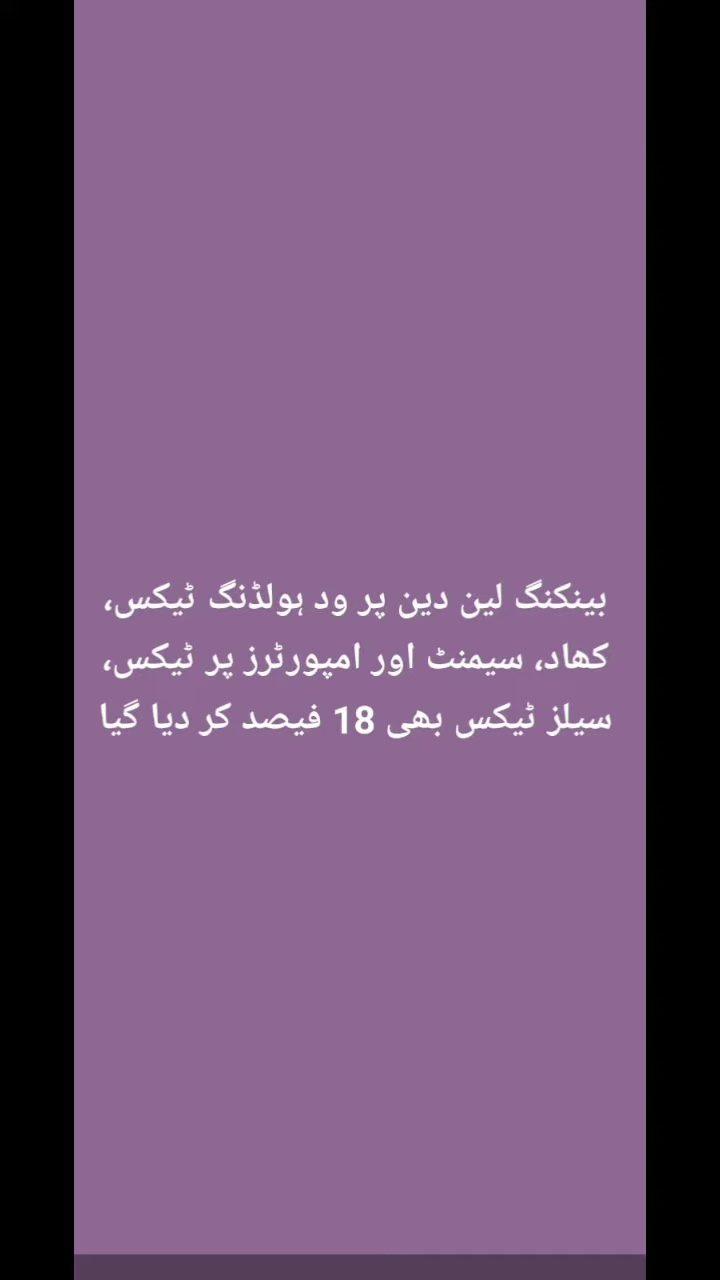 بینکنگ لین دین پر ود ہولڈنگ ٹیکس،
کھاد، سیمنٹ اور امپورٹرز پر ٹیکس،
سیلز ٹیکس بھی 18 فیصد کر دیا گیا